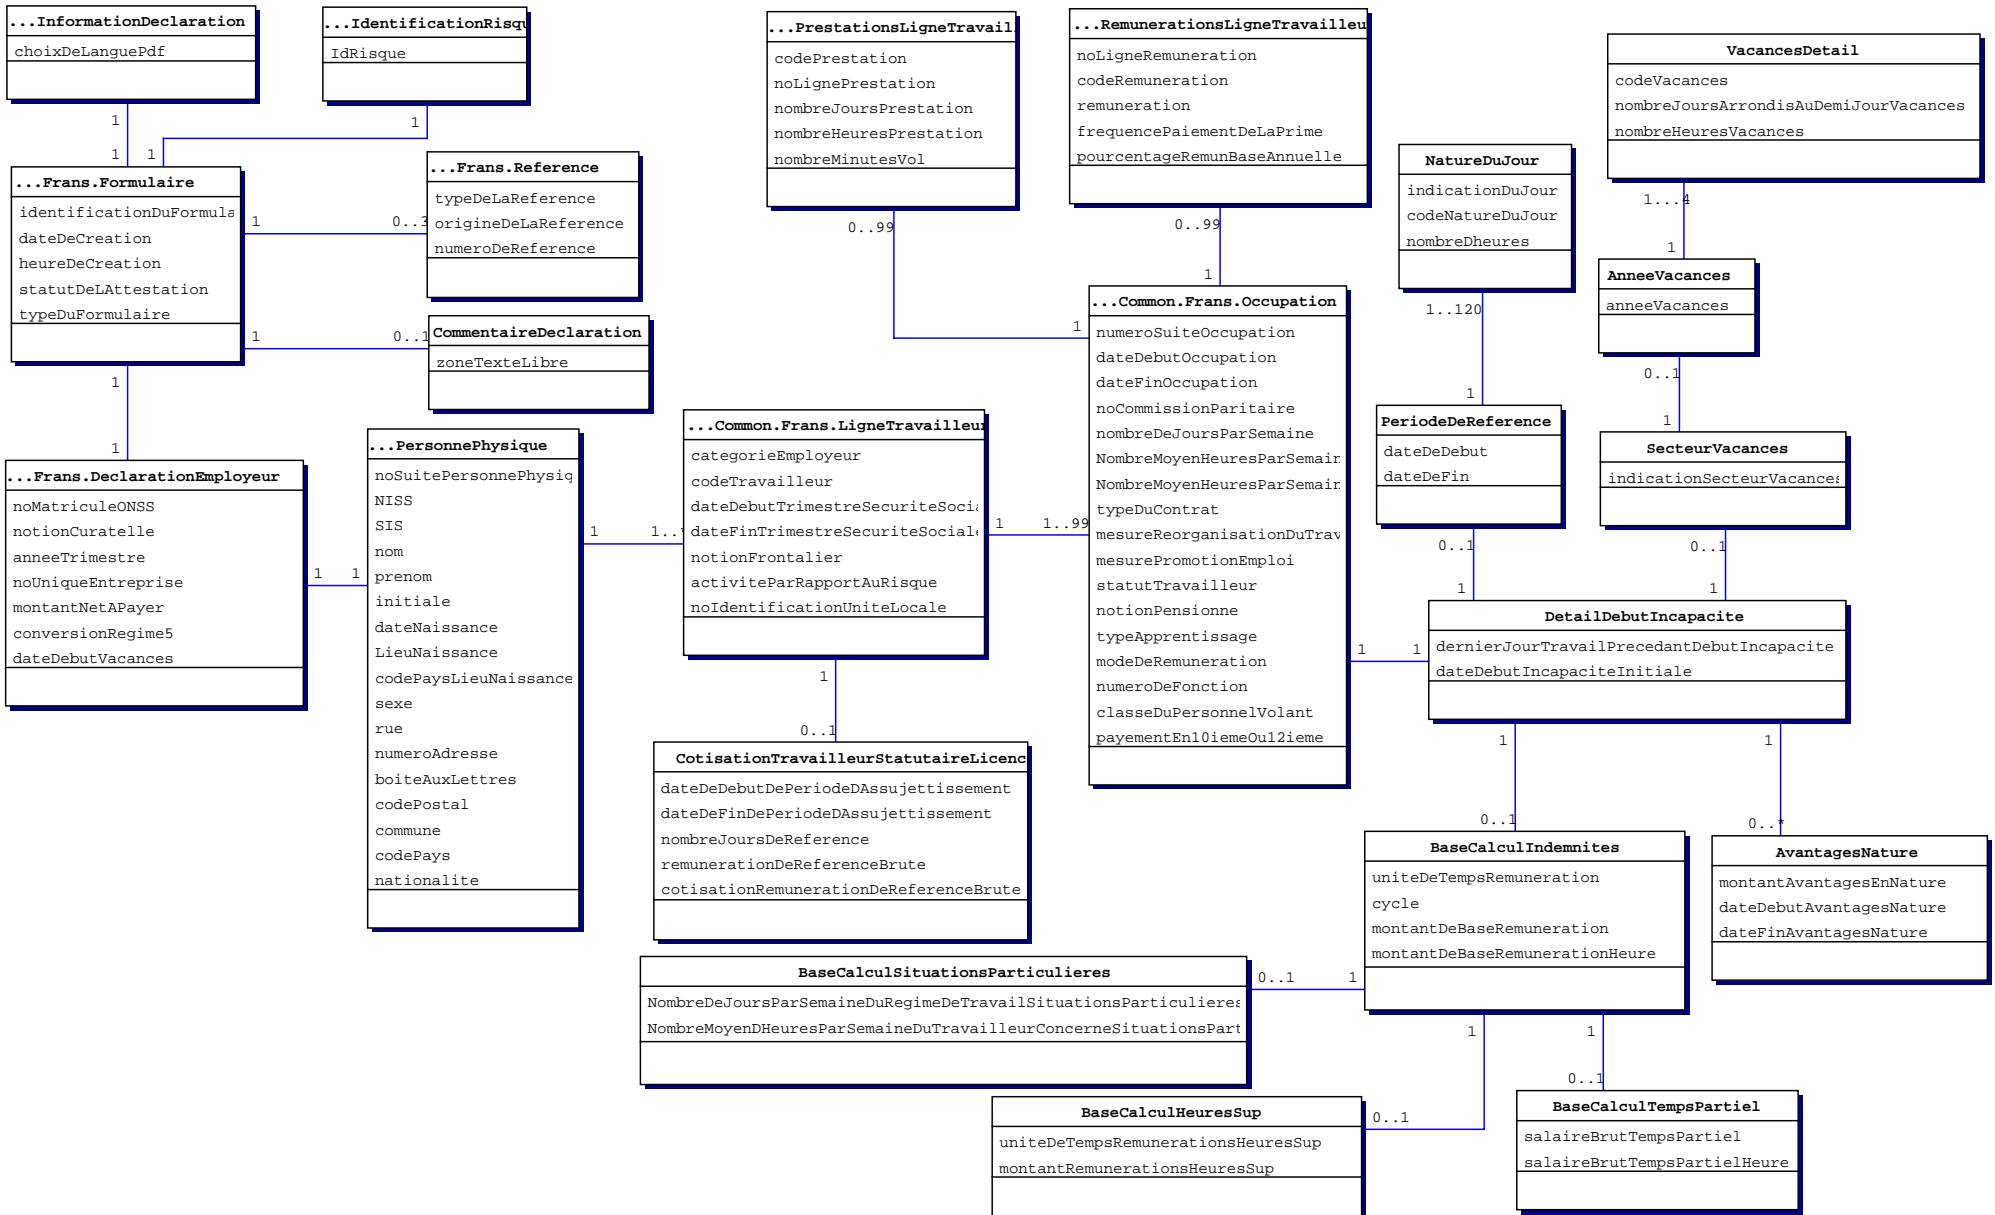 ...InformationDeclaration
choixDeLanguePdf
1
1
...IdentificationRisqu
IdRisque
1
1
...Frans.Formulaire
identificationDuFormula
dateDeCreation
heureDeCreation
statutDeLAttestation
typeDuFormulaire
1
0..3
1
0..1
1
1
...Frans.Reference
typeDeLaReference
origineDeLaReference
numeroDeReference
CommentaireDeclaration
zoneTexteLibre
...Frans.DeclarationEmployeur
noMatriculeONSS
notionCuratelle
anneeTrimestre
noUniqueEntreprise
montantNetAPayer
conversionRegime5
dateDebutVacances
1
1
...PersonnePhysique
noSuitePersonnePhysiq
NISS
SIS
nom
prenom
initiale
dateNaissance
LieuNaissance
codePaysLieuNaissance
sexe
rue
numeroAdresse
boiteAuxLettres
codePostal
commune
codePays
nationalite
1
1..*
...Common.Frans.LigneTravailleur
categorieEmployeur
codeTravailleur
dateDebutTrimestreSecuriteSocia
dateFinTrimestreSecuriteSociale
notionFrontalier
activiteParRapportAuRisque
noIdentificationUniteLocale
1
1..99
1
0..1
CotisationTravailleurStatutaireLicenc
dateDeDebutDePeriodeDAssujettissement
dateDeFinDePeriodeDAssujettissement
nombreJoursDeReference
remunerationDeReferenceBrute
cotisationRemunerationDeReferenceBrute
...PrestationsLigneTravail
codePrestation
noLignePrestation
nombreJoursPrestation
nombreHeuresPrestation
nombreMinutesVol
0..99
1
...RemunerationsLigneTravailleu
noLigneRemuneration
codeRemuneration
remuneration
frequencePaiementDeLaPrime
pourcentageRemunBaseAnnuelle
0..99
1
...Common.Frans.Occupation
numeroSuiteOccupation
dateDebutOccupation
dateFinOccupation
noCommissionParitaire
nombreDeJoursParSemaine
NombreMoyenHeuresParSemain
NombreMoyenHeuresParSemain
typeDuContrat
mesureReorganisationDuTrav
mesurePromotionEmploi
statutTravailleur
notionPensionne
typeApprentissage
modeDeRemuneration
numeroDeFonction
classeDuPersonnelVolant
payementEn10iemeOu12ieme
1
1
NatureDuJour
indicationDuJour
codeNatureDuJour
nombreDheures
1..120
1
PeriodeDeReference
dateDeDebut
dateDeFin
0..1
1
VacancesDetail
codeVacances
nombreJoursArrondisAuDemiJourVacances
nombreHeuresVacances
1...4
1
AnneeVacances
anneeVacances
0..1
1
SecteurVacances
indicationSecteurVacances
0..1
1
DetailDebutIncapacite
dernierJourTravailPrecedantDebutIncapacite
dateDebutIncapaciteInitiale
1
0..1
1
0..*
BaseCalculIndemnites
uniteDeTempsRemuneration
cycle
montantDeBaseRemuneration
montantDeBaseRemunerationHeure
AvantagesNature
montantAvantagesEnNature
dateDebutAvantagesNature
dateFinAvantagesNature
0..1
1
BaseCalculSituationsParticulieres
NombreDeJoursParSemaineDuRegimeDeTravailSituationsParticulieres
NombreMoyenDHeuresParSemaineDuTravailleurConcerneSituationsPart
1
0..1
1
0..1
BaseCalculHeuresSup
uniteDeTempsRemunerationsHeuresSup
montantRemunerationsHeuresSup
BaseCalculTempsPartiel
salaireBrutTempsPartiel
salaireBrutTempsPartielHeure